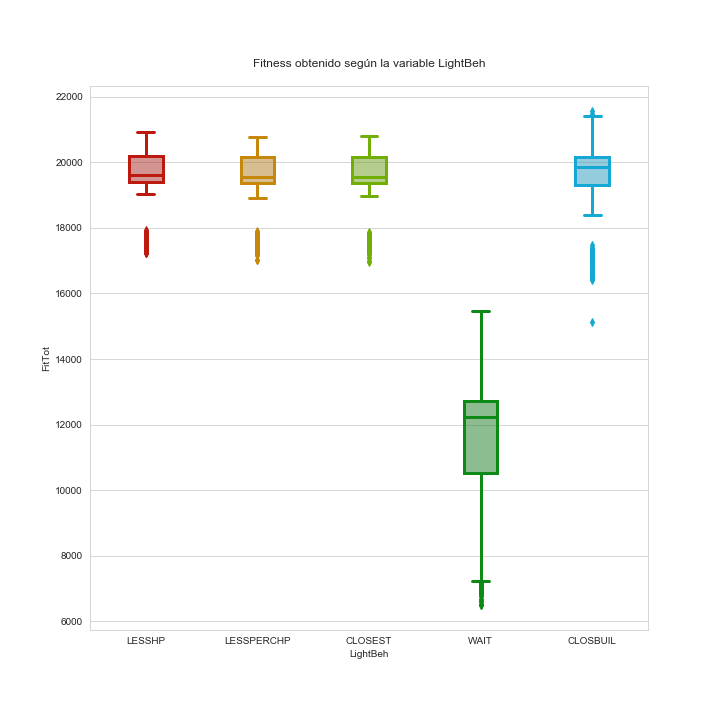 Fitness obtenido según la variable LightBeh
22000
20000
18000
16000
14000
12000
10000
8000
6000
FitTot
LESSHP LESSPERCHP CLOSEST WAIT CLOSBUIL
LightBeh